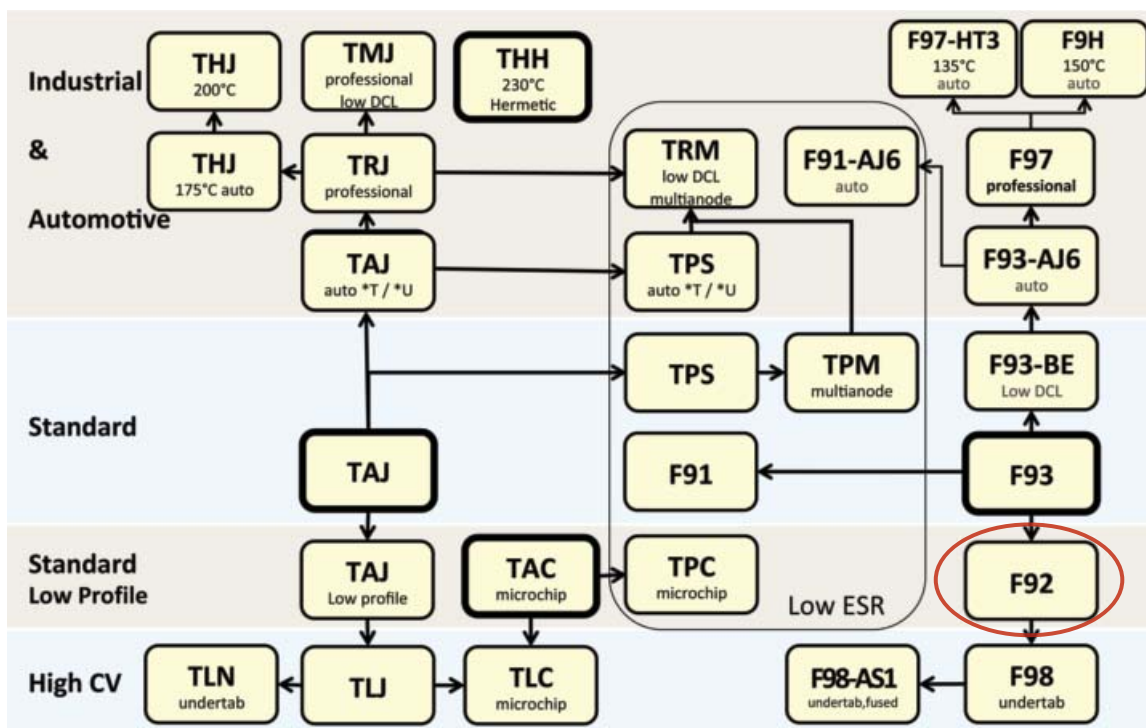 Industrial
&
Automotive
THJ
200°C
TMJ
professional
low DCL
THH
230°C
Hermetic
F97-HT3
135°C
auto
F9H
150°C
auto
THJ
175°C auto
TRJ
professional
TRM
low DCL
multianode
F91-AJ6
auto
F97
professional
TAJ
auto *T / *U
TPS
auto *T / *U
F93-AJ6
auto
Standard
TPS
TPM
multianode
F93-BE
Low DCL
TAJ
F91
F93
Standard
Low Profile
TAJ
Low profile
TAC
microchip
TPC
microchip
Low ESR
F92
High CV
TLN
undertab
TLJ
TLC
microchip
F98-AS1
undertab,fused
F98
undertab